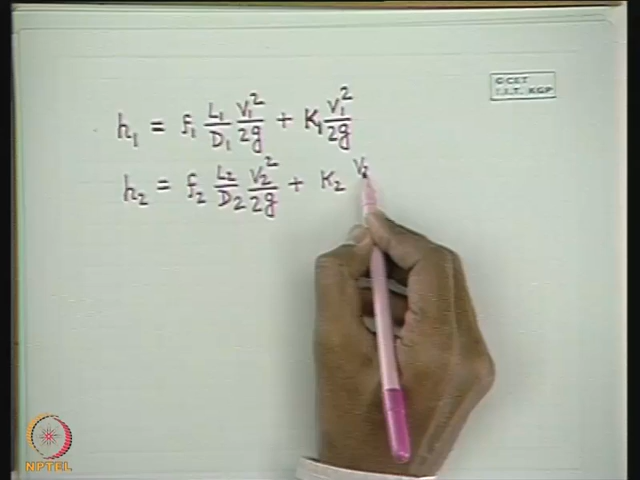 © CET
I.I.T. KGP
h₁ = f₁ L₁/D₁ V₁²/2g + K₁ V₁²/2g
h₂ = f₂ L₂/D₂ V₂²/2g + K₂ V₂
NPTEL